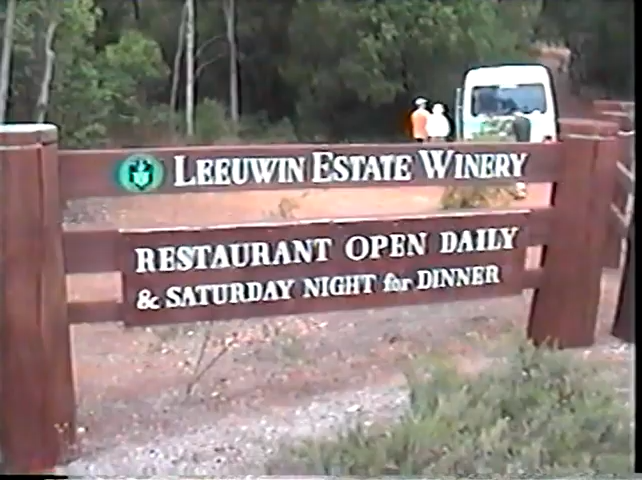 LEEUWIN ESTATE WINERY
RESTAURANT OPEN DAILY
& SATURDAY NIGHT for DINNER